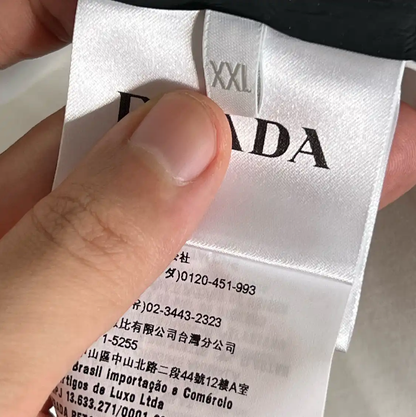 XXL
ADA
社
ダ)0120-451-993
)02-3443-2323
比有限公司台灣分公司
1-5255
山區中山北路二段44號12樓A室
Brasil Importação e Comércio
rtigos de Luxo Ltda
13.633.271/0001